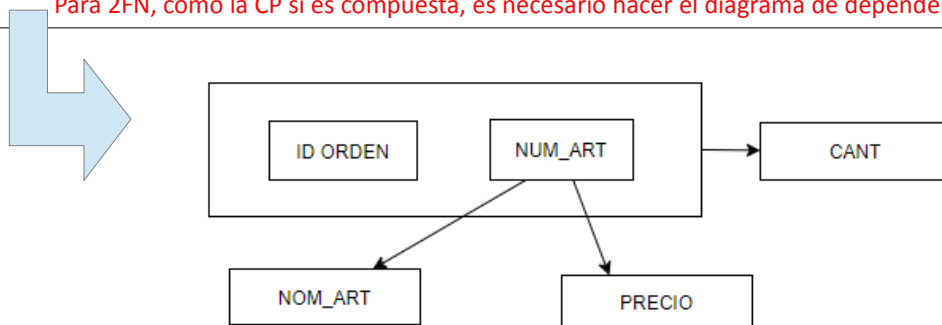 Para 2FN, como la CP si es compuesta, es necesario hacer el diagrama de
ID ORDEN
NUM_ART
CANT
NOM_ART
PRECIO